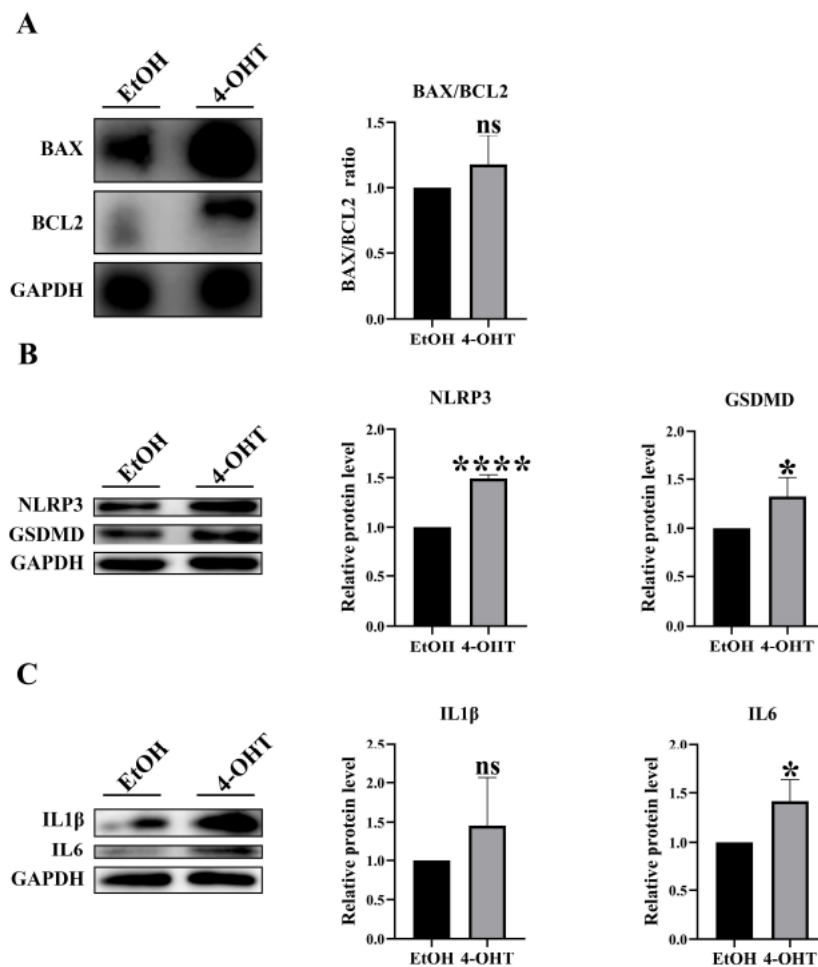 A
EtOH 4-OHT
BAX
BCL2
GAPDH
BAX/BCL2
BAX/BCL2 ratio
1.5
1.0
0.5
0.0
ns
EtOH 4-OHT
B
EtOH 4-OHT
NLRP3
GSDMD
GAPDH
NLRP3
Relative protein level
2.0
1.5
1.0
0.5
0.0
****
EtOH 4-OHT
GSDMD
Relative protein level
2.0
1.5
1.0
0.5
0.0
*
EtOH 4-OHT
C
EtOH 4-OHT
IL1β
IL6
GAPDH
IL1β
Relative protein level
2.5
2.0
1.5
1.0
0.5
0.0
ns
EtOH 4-OHT
IL6
Relative protein level
2.0
1.5
1.0
0.5
0.0
*
EtOH 4-OHT